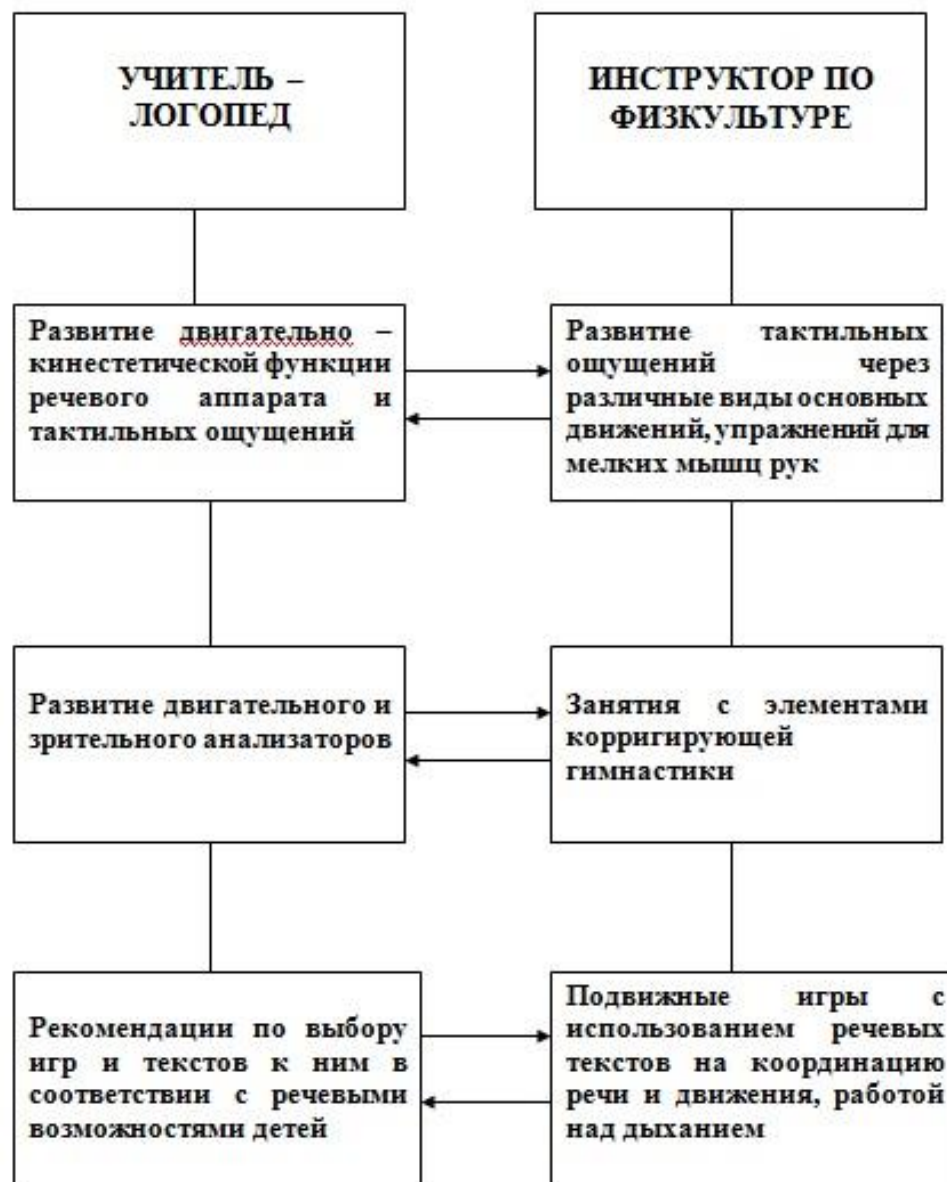 УЧИТЕЛЬ –
ЛОГОПЕД
ИНСТРУКТОР ПО
ФИЗКУЛЬТУРЕ
Развитие двигательно –
кинестетической функции
речевого аппарата и
тактильных ощущений
Развитие тактильных
ощущений через
различные виды основных
движений, упражнений для
мелких мышц рук
Развитие двигательного и
зрительного анализаторов
Занятия с элементами
корригирующей
гимнастики
Рекомендации по выбору
игр и текстов к ним в
соответствии с речевыми
возможностями детей
Подвижные игры с
использованием речевых
текстов на координацию
речи и движения, работой
над дыханием